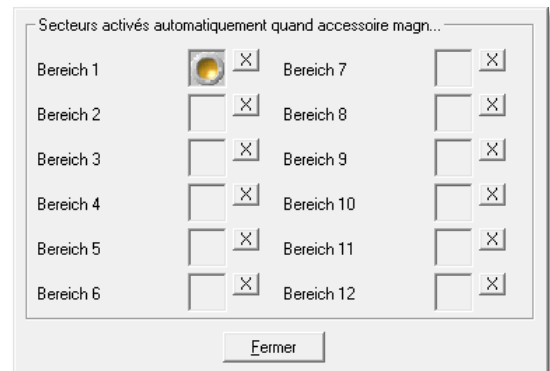 Secteurs activés automatiquement quand accessoire magn...
Bereich 1 X Bereich 7 X
Bereich 2 X Bereich 8 X
Bereich 3 X Bereich 9 X
Bereich 4 X Bereich 10 X
Bereich 5 X Bereich 11 X
Bereich 6 X Bereich 12 X
Fermer